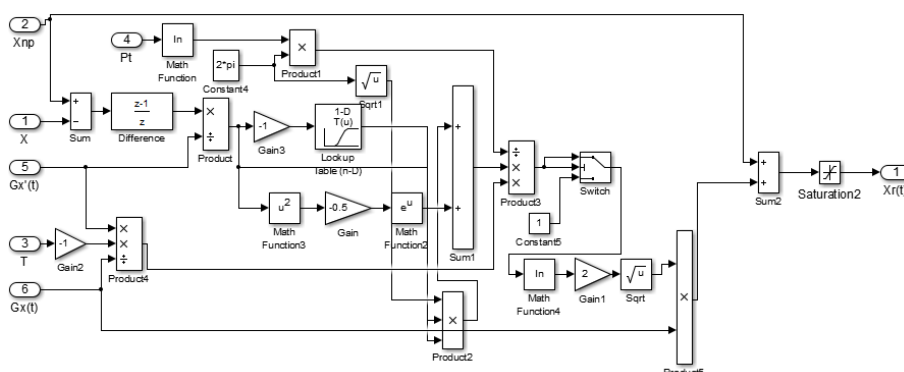 2
Xnp
4
Pt
ln
Math
Function
2*pi
Constant4
×
Product1
√u
Sqrt1
1
X
+
−
Sum
z-1
z
Difference
×
÷
Product
-1
Gain3
1-D
T(u)
Lookup
Table (n-D)
5
Gx'(t)
u²
Math
Function3
-0.5
Gain
eᵘ
Math
Function2
+
+
Sum1
÷
×
×
Product3
Switch
1
Constant5
3
T
-1
Gain2
×
×
÷
Product4
6
Gx(t)
×
Product2
ln
Math
Function4
2
Gain1
√u
Sqrt
×
+
+
Sum2
Saturation2
1
Xr(t)